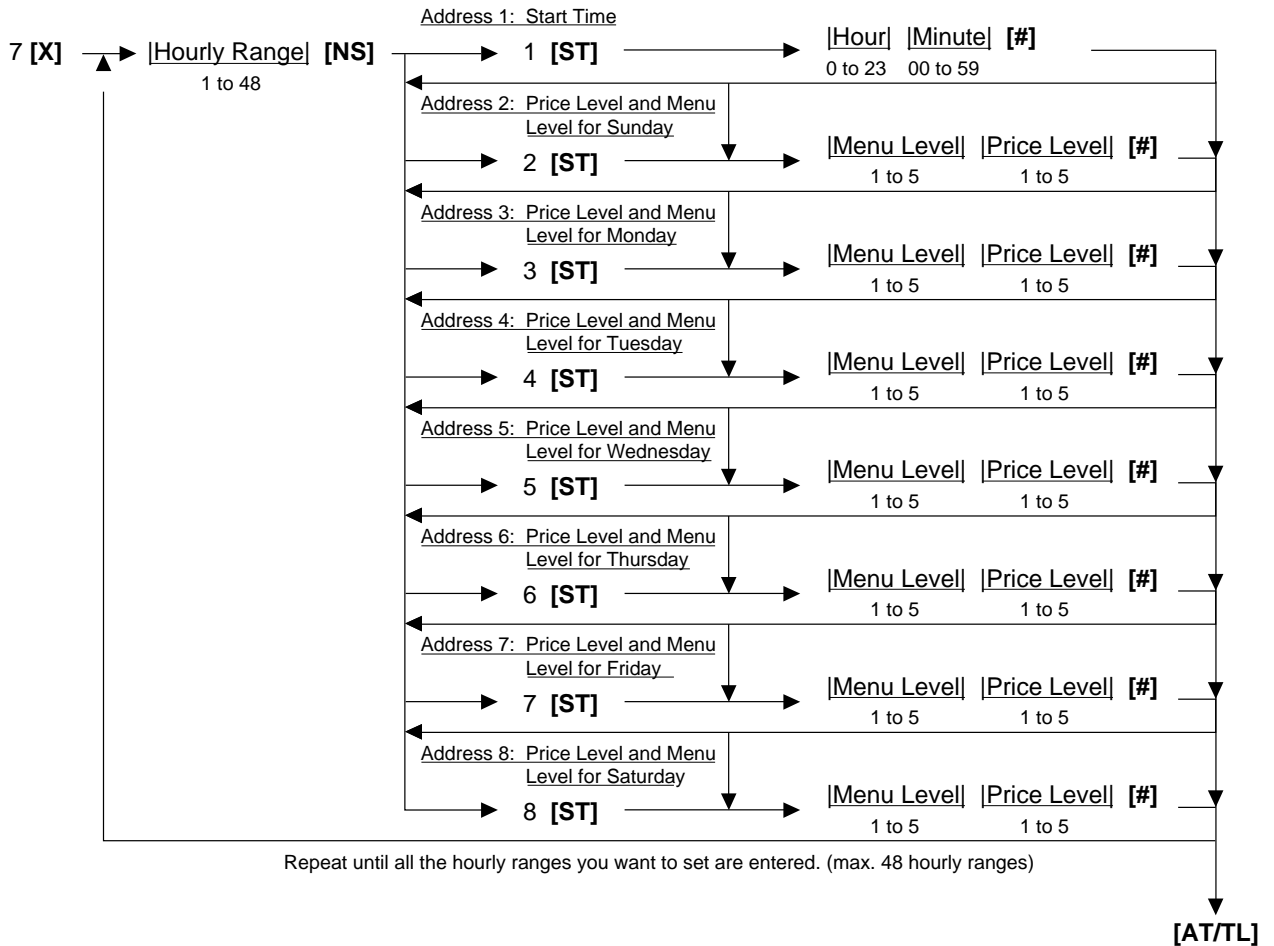 Address 1: Start Time
7 [X] |Hourly Range| [NS] 1 [ST] |Hour| |Minute| [#]
1 to 48 0 to 23 00 to 59
Address 2: Price Level and Menu
Level for Sunday
2 [ST] |Menu Level| |Price Level| [#]
1 to 5 1 to 5
Address 3: Price Level and Menu
Level for Monday
3 [ST] |Menu Level| |Price Level| [#]
1 to 5 1 to 5
Address 4: Price Level and Menu
Level for Tuesday
4 [ST] |Menu Level| |Price Level| [#]
1 to 5 1 to 5
Address 5: Price Level and Menu
Level for Wednesday
5 [ST] |Menu Level| |Price Level| [#]
1 to 5 1 to 5
Address 6: Price Level and Menu
Level for Thursday
6 [ST] |Menu Level| |Price Level| [#]
1 to 5 1 to 5
Address 7: Price Level and Menu
Level for Friday
7 [ST] |Menu Level| |Price Level| [#]
1 to 5 1 to 5
Address 8: Price Level and Menu
Level for Saturday
8 [ST] |Menu Level| |Price Level| [#]
1 to 5 1 to 5
Repeat until all the hourly ranges you want to set are entered. (max. 48 hourly ranges)
[AT/TL]